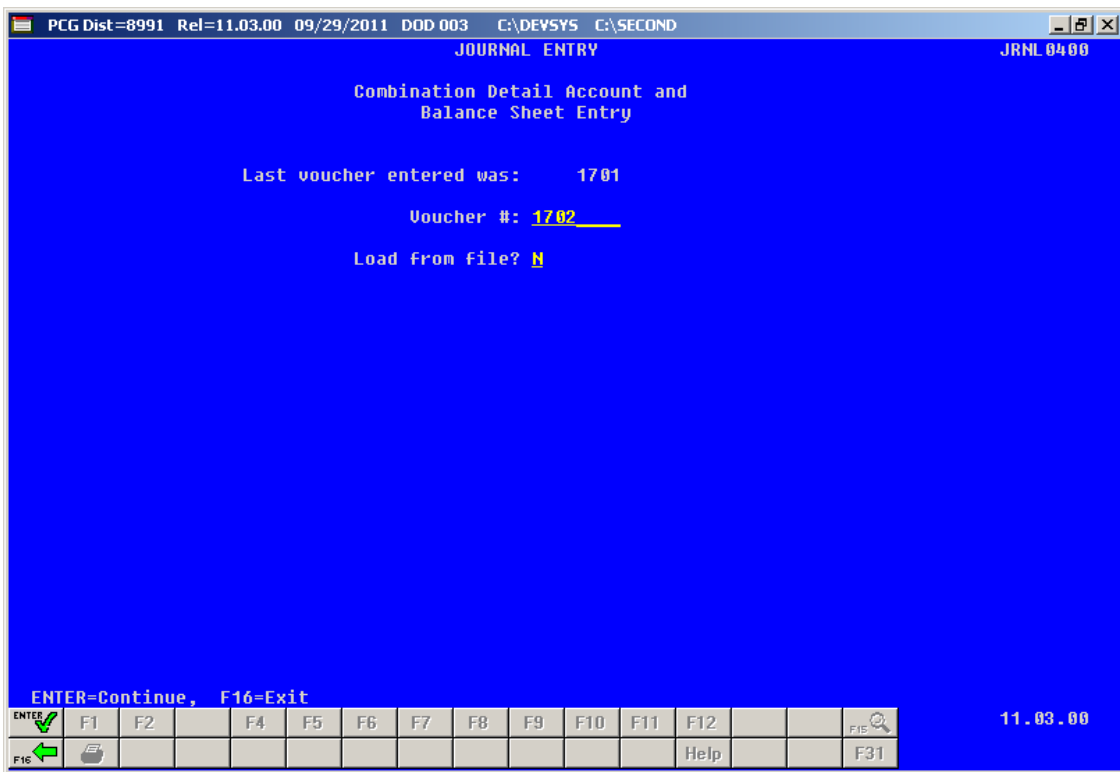 PCG Dist=8991 Rel=11.03.00 09/29/2011 DOD 003 C:\DEVSYS C:\SECOND
JOURNAL ENTRY JRNL0400
Combination Detail Account and
Balance Sheet Entry
Last voucher entered was: 1701
Voucher #: 1702____
Load from file? N
ENTER=Continue, F16=Exit
ENTER F1 F2 F4 F5 F6 F7 F8 F9 F10 F11 F12 F15 11.03.00
F16 Help F31